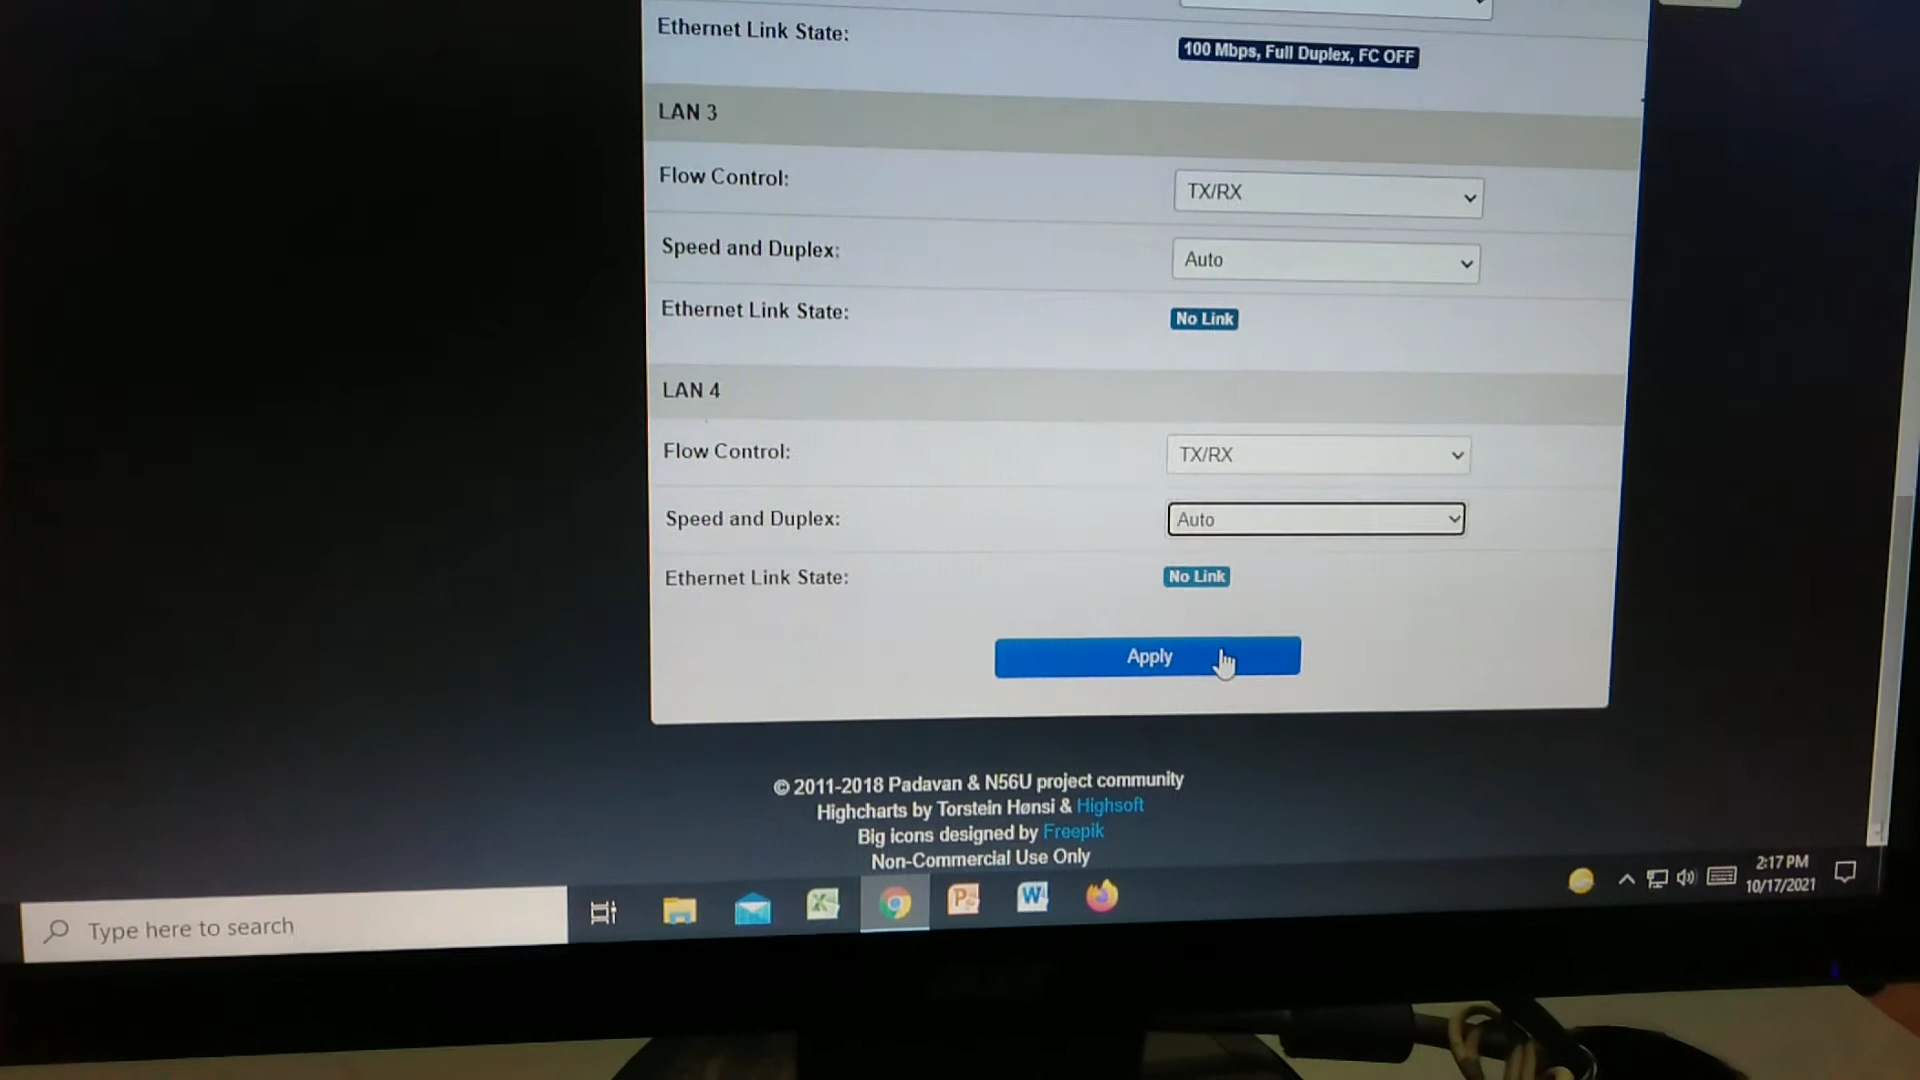 Ethernet Link State:
100 Mbps, Full Duplex, FC OFF
LAN 3
Flow Control:
TX/RX
Speed and Duplex:
Auto
Ethernet Link State:
No Link
LAN 4
Flow Control:
TX/RX
Speed and Duplex:
Auto
Ethernet Link State:
No Link
Apply
© 2011-2018 Padavan & N56U project community
Highcharts by Torstein Hønsi & Highsoft
Big icons designed by Freepik
Non-Commercial Use Only
Type here to search
2:17 PM
10/17/2021